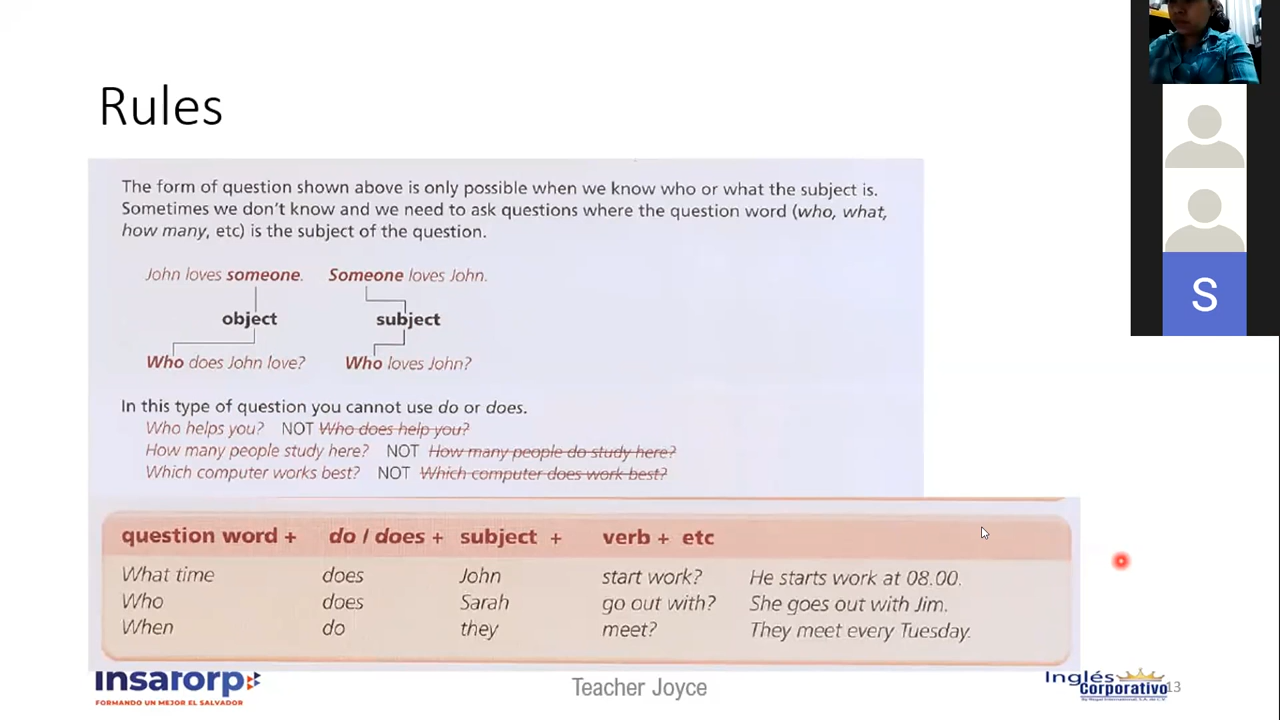 Rules
The form of question shown above is only possible when we know who or what the subject is.
Sometimes we don't know and we need to ask questions where the question word (who, what,
how many, etc) is the subject of the question.
John loves someone. Someone loves John.
object subject
Who does John love? Who loves John?
In this type of question you cannot use do or does.
Who helps you? NOT Who does help you?
How many people study here? NOT How many people do study here?
Which computer works best? NOT Which computer does work best?
question word + do / does + subject + verb + etc
What time does John start work? He starts work at 08.00.
Who does Sarah go out with? She goes out with Jim.
When do they meet? They meet every Tuesday.
Insaforp
FORMANDO UN MEJOR EL SALVADOR
Teacher Joyce
Inglés
Corporativo
13
S